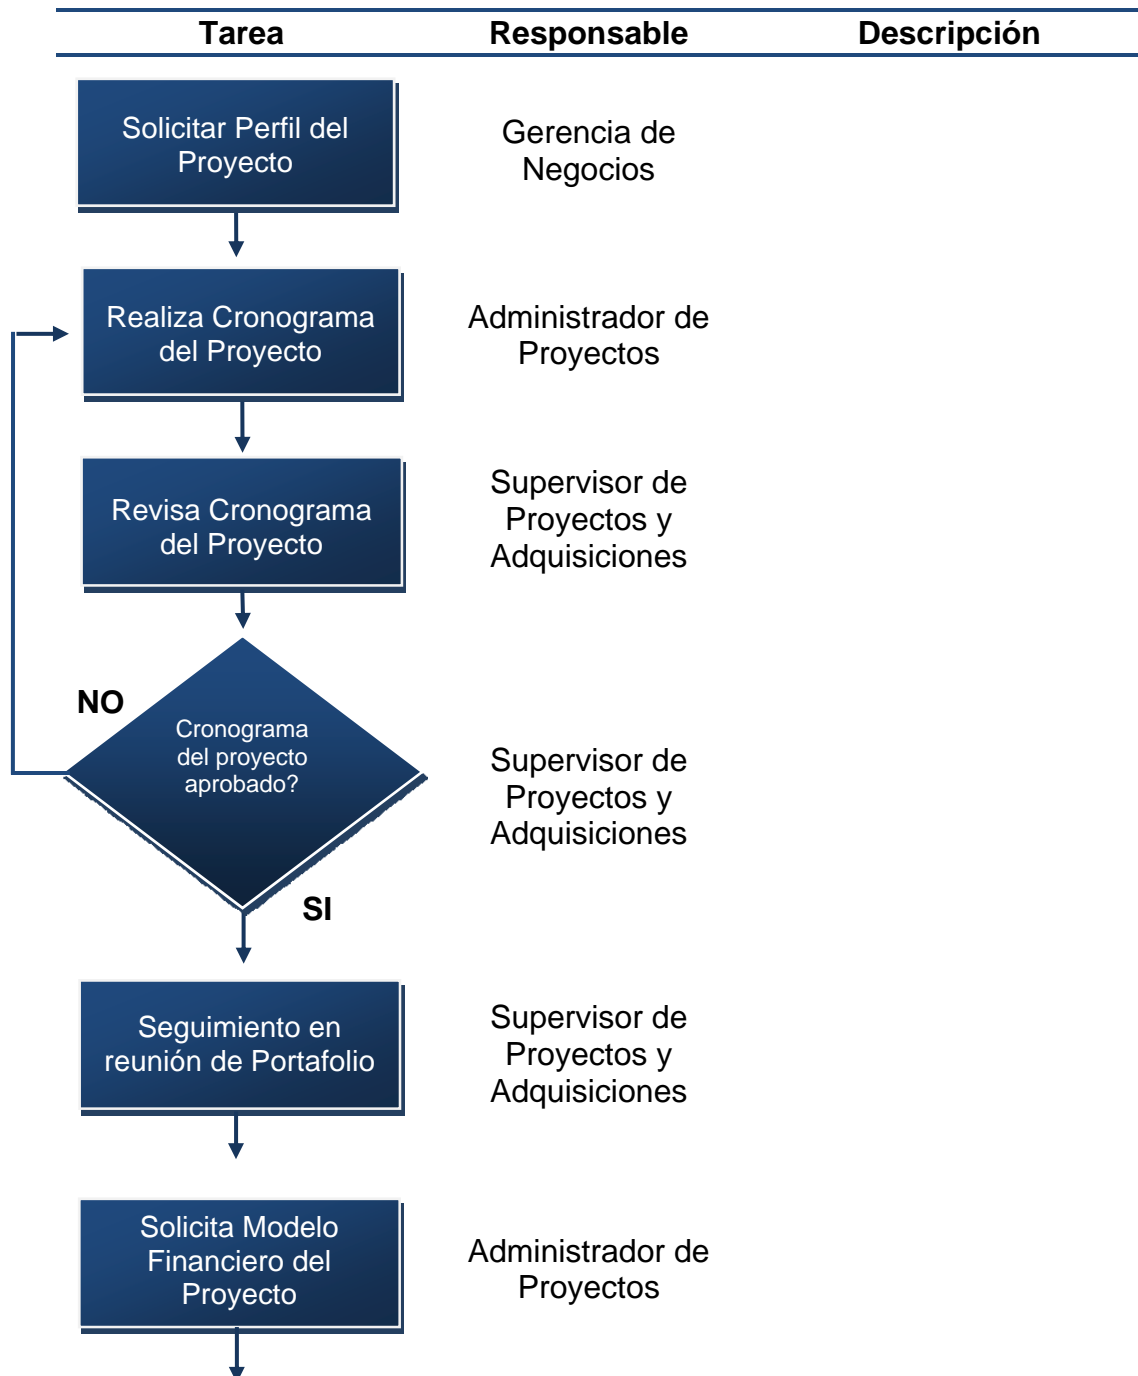 Tarea Responsable Descripción
Solicitar Perfil del
Proyecto
Gerencia de
Negocios
Realiza Cronograma
del Proyecto
Administrador de
Proyectos
Revisa Cronograma
del Proyecto
Supervisor de
Proyectos y
Adquisiciones
NO
Cronograma
del proyecto
aprobado?
Supervisor de
Proyectos y
Adquisiciones
SI
Seguimiento en
reunión de Portafolio
Supervisor de
Proyectos y
Adquisiciones
Solicita Modelo
Financiero del
Proyecto
Administrador de
Proyectos